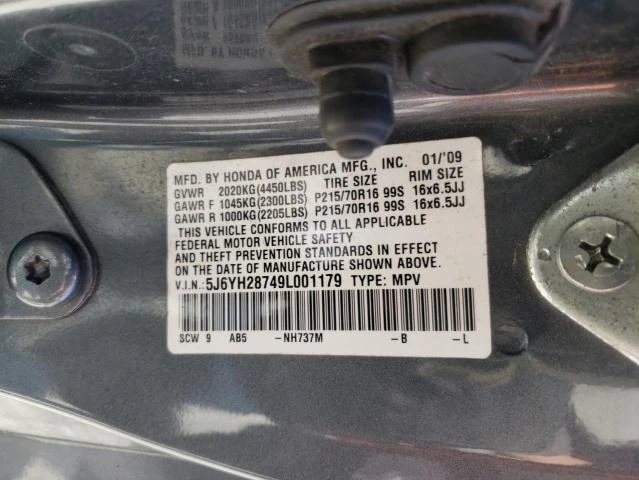 MFD. BY HONDA OF AMERICA MFG., INC. 01/'09
GVWR 2020KG(4450LBS) TIRE SIZE RIM SIZE
GAWR F 1045KG(2300LBS) P215/70R16 99S 16x6.5JJ
GAWR R 1000KG(2205LBS) P215/70R16 99S 16x6.5JJ
THIS VEHICLE CONFORMS TO ALL APPLICABLE
FEDERAL MOTOR VEHICLE SAFETY
AND THEFT PREVENTION STANDARDS IN EFFECT
ON THE DATE OF MANUFACTURE SHOWN ABOVE.
V.I.N.:5J6YH28749L001179 TYPE: MPV
SCW 9 AB5 -NH737M -B -L